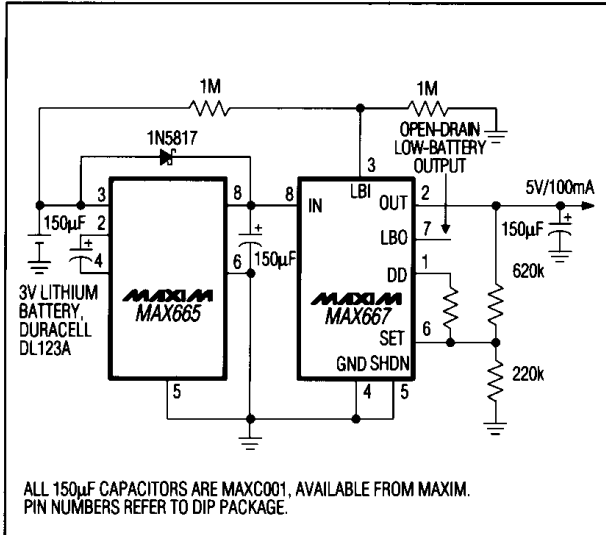 1M
1M
1N5817
OPEN-DRAIN
LOW-BATTERY
OUTPUT
3
LBI
3
8
8
IN
OUT
2
5V/100mA
150µF
2
+
4
+
150µF
6
LBO
7
+
150µF
DD
1
620k
3V LITHIUM
BATTERY,
DURACELL
DL123A
MAXIM
MAX665
MAXIM
MAX667
SET
6
GND SHDN
220k
5
4
5
ALL 150µF CAPACITORS ARE MAXC001, AVAILABLE FROM MAXIM.
PIN NUMBERS REFER TO DIP PACKAGE.